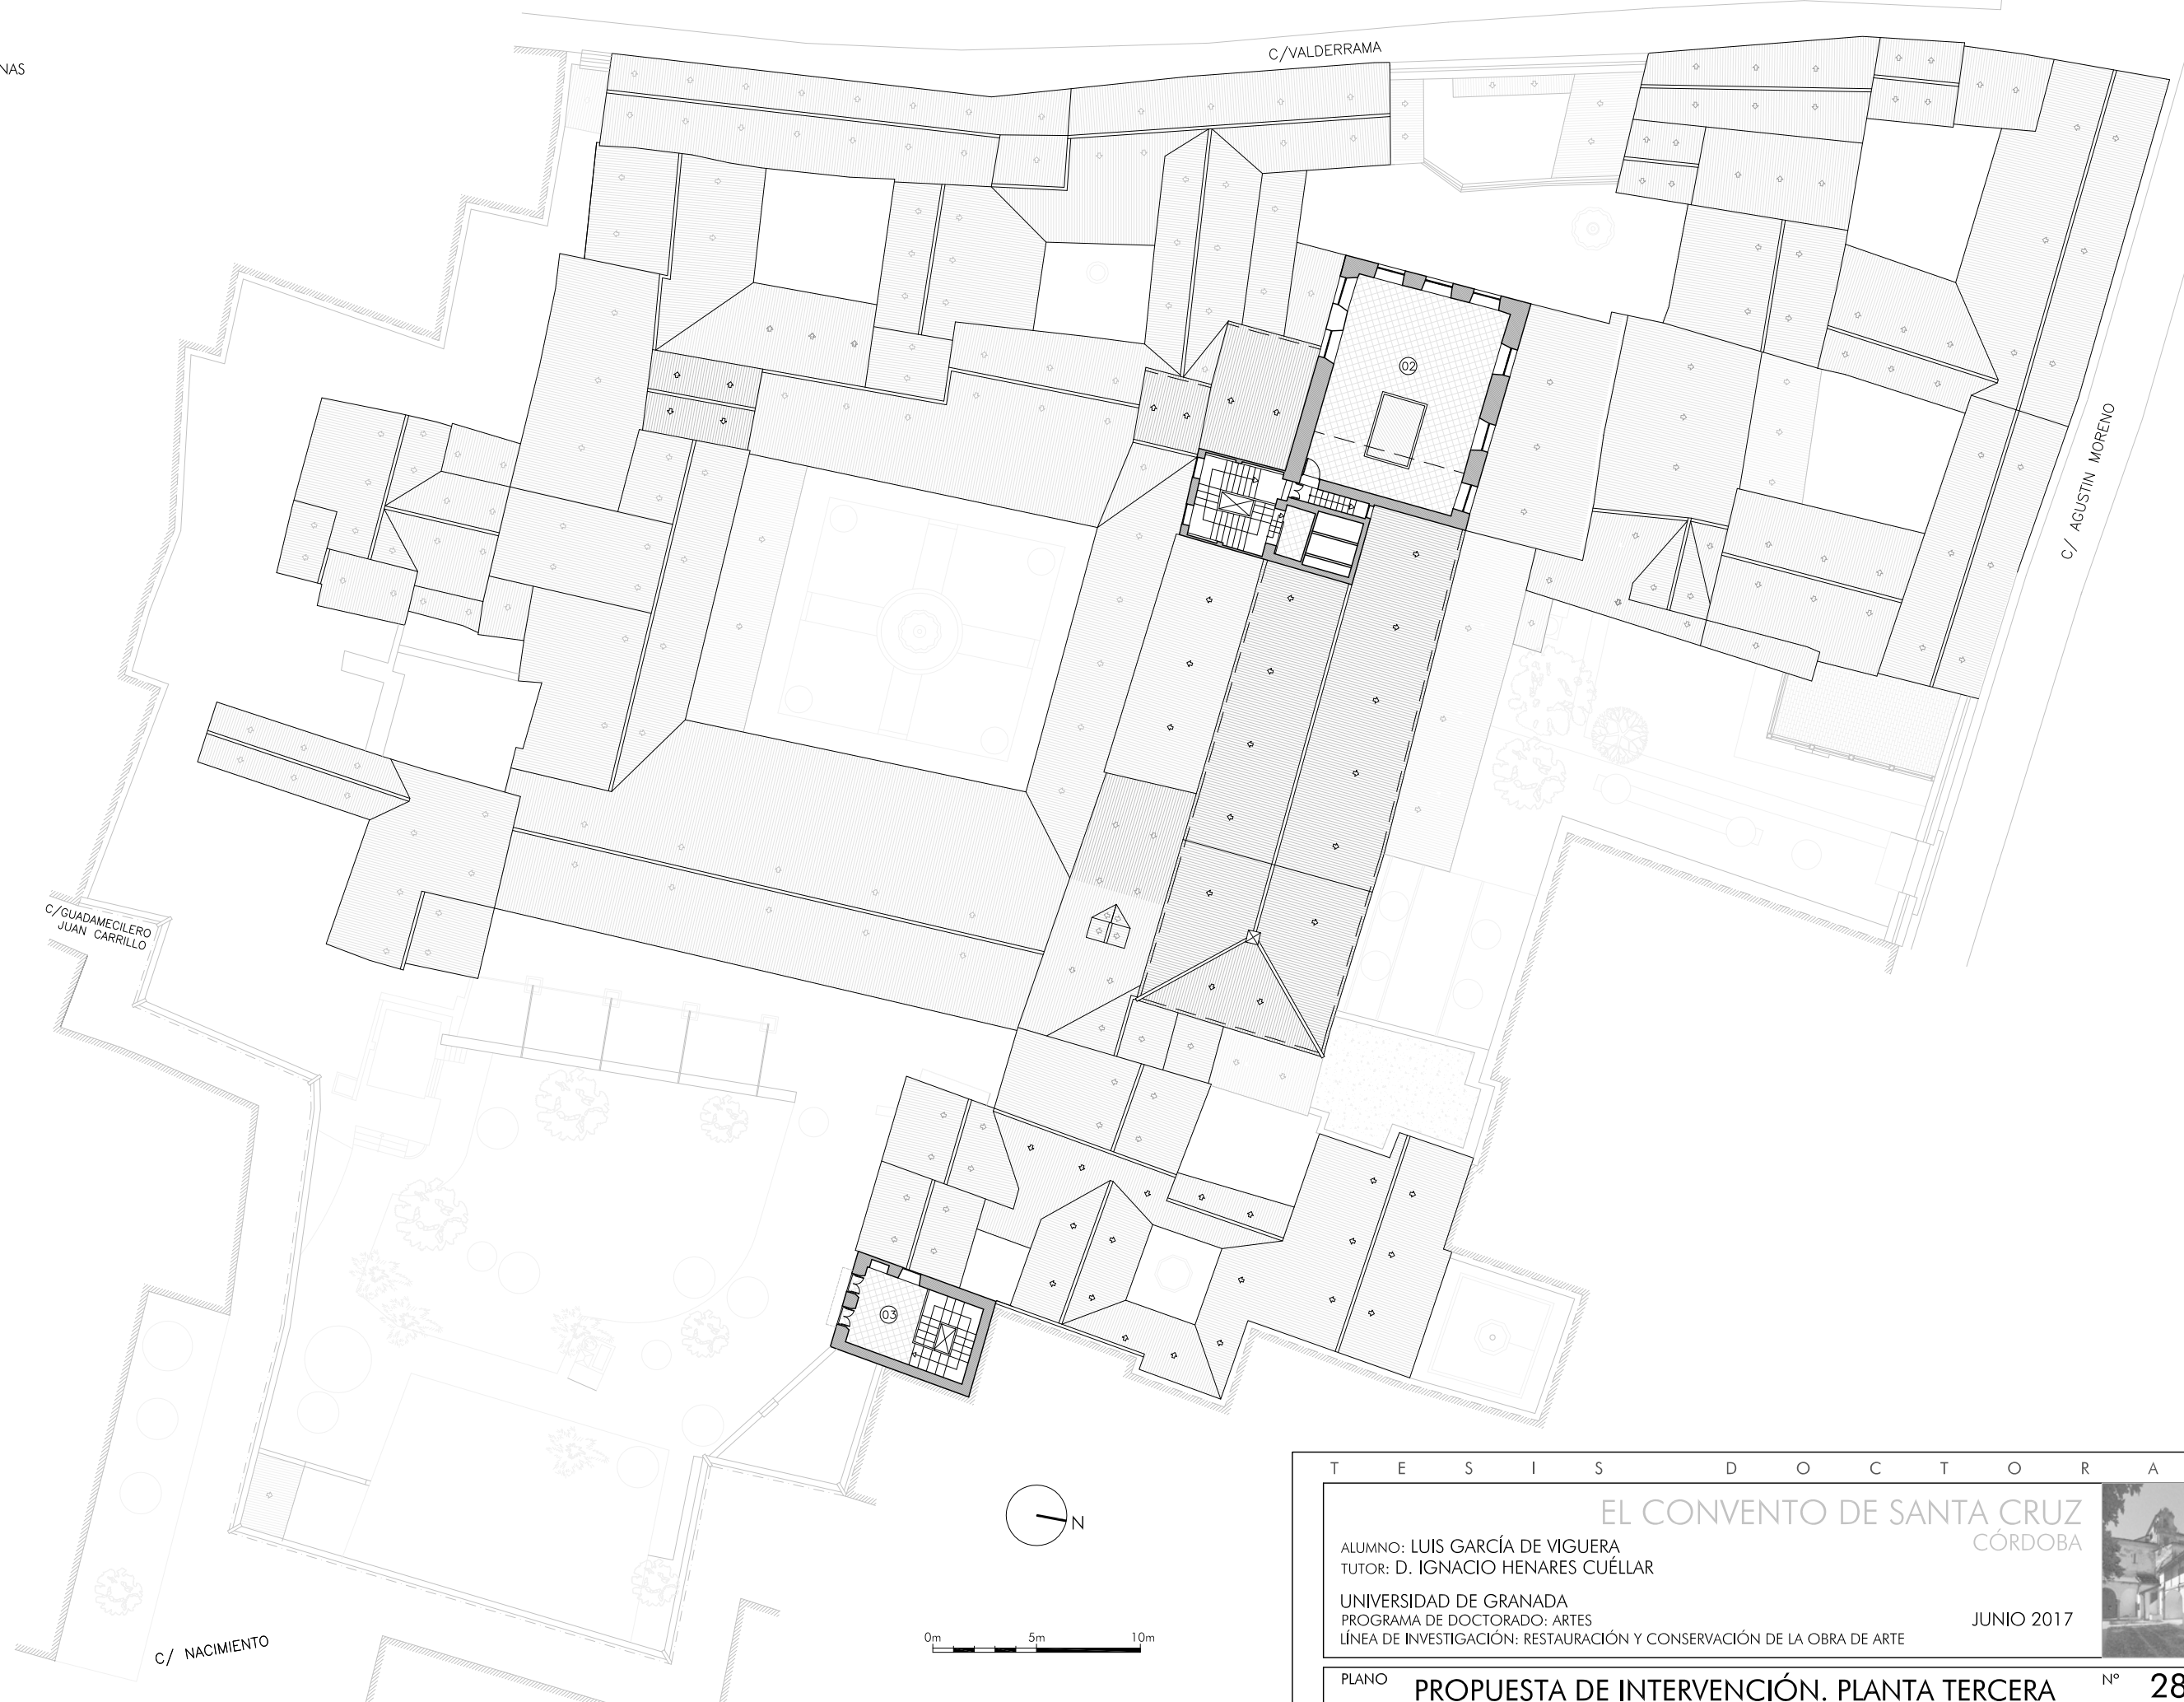 NAS
C/VALDERRAMA
02
C/ AGUSTIN MORENO
C/GUADAMECILERO
JUAN CARRILLO
03
N
0m 5m 10m
C/ NACIMIENTO
T E S I S D O C T O R A
EL CONVENTO DE SANTA CRUZ
CÓRDOBA
ALUMNO: LUIS GARCÍA DE VIGUERA
TUTOR: D. IGNACIO HENARES CUÉLLAR
UNIVERSIDAD DE GRANADA
PROGRAMA DE DOCTORADO: ARTES
JUNIO 2017
LÍNEA DE INVESTIGACIÓN: RESTAURACIÓN Y CONSERVACIÓN DE LA OBRA DE ARTE
PLANO PROPUESTA DE INTERVENCIÓN. PLANTA TERCERA Nº 28